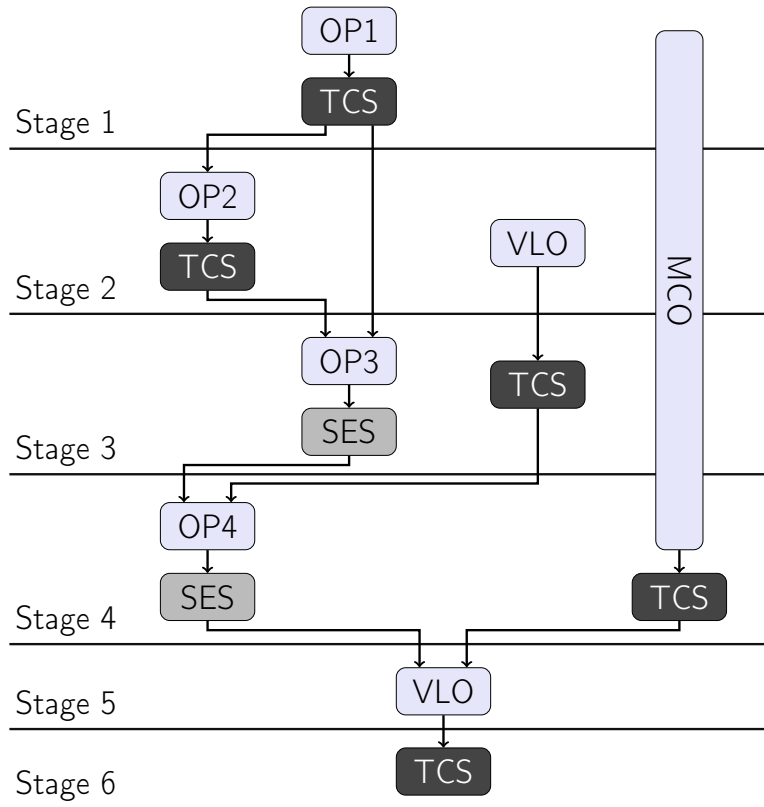 OP1
TCS
Stage 1
OP2
VLO
TCS
Stage 2
MCO
OP3
TCS
SES
Stage 3
OP4
SES
TCS
Stage 4
VLO
Stage 5
TCS
Stage 6